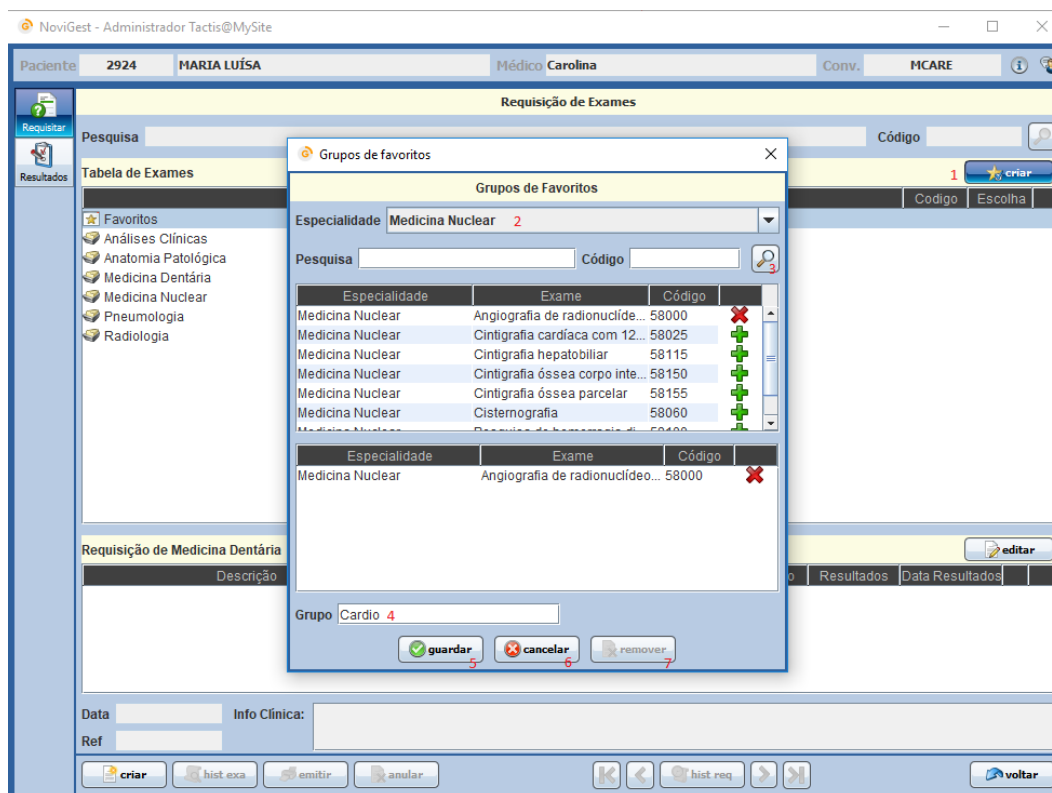 NoviGest - Administrador Tactis@MySite
Paciente 2924 MARIA LUÍSA Médico Carolina Conv. MCARE
Requisição de Exames
Requisitar
Resultados
Pesquisa Código
Tabela de Exames 1 criar
Codigo Escolha
Favoritos
Análises Clínicas
Anatomia Patológica
Medicina Dentária
Medicina Nuclear
Pneumologia
Radiologia
Grupos de favoritos
Grupos de Favoritos
Especialidade Medicina Nuclear 2
Pesquisa Código 3
Especialidade Exame Código
Medicina Nuclear Angiografia de radionuclíde... 58000
Medicina Nuclear Cintigrafia cardíaca com 12... 58025
Medicina Nuclear Cintigrafia hepatobiliar 58115
Medicina Nuclear Cintigrafia óssea corpo inte... 58150
Medicina Nuclear Cintigrafia óssea parcelar 58155
Medicina Nuclear Cisternografia 58060
Especialidade Exame Código
Medicina Nuclear Angiografia de radionuclídeo... 58000
Grupo Cardio 4
guardar 5 cancelar 6 remover 7
Requisição de Medicina Dentária editar
Descrição Resultados Data Resultados
Data Info Clínica:
Ref
criar hist exa emitir anular hist req voltar